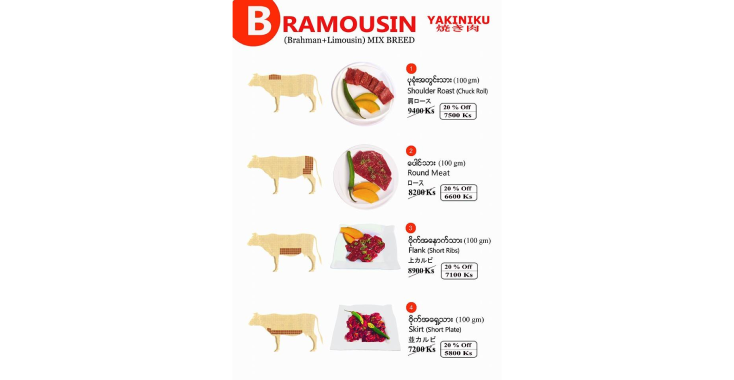 BRAMOUSIN YAKINIKU
(Brahman+Limousin) MIX BREED 焼き肉
1
ပုခုံးအတွင်းသား (100 gm)
Shoulder Roast (Chuck Roll)
肩ロース
9400 Ks 20 % Off
7500 Ks
2
ပေါင်သား (100 gm)
Round Meat
ロース
8200 Ks 20 % Off
6600 Ks
3
ဗိုက်အနောက်သား (100 gm)
Flank (Short Ribs)
上カルビ
8900 Ks 20 % Off
7100 Ks
4
ဗိုက်အရှေ့သား (100 gm)
Skirt (Short Plate)
並カルビ
7200 Ks 20 % Off
5800 Ks